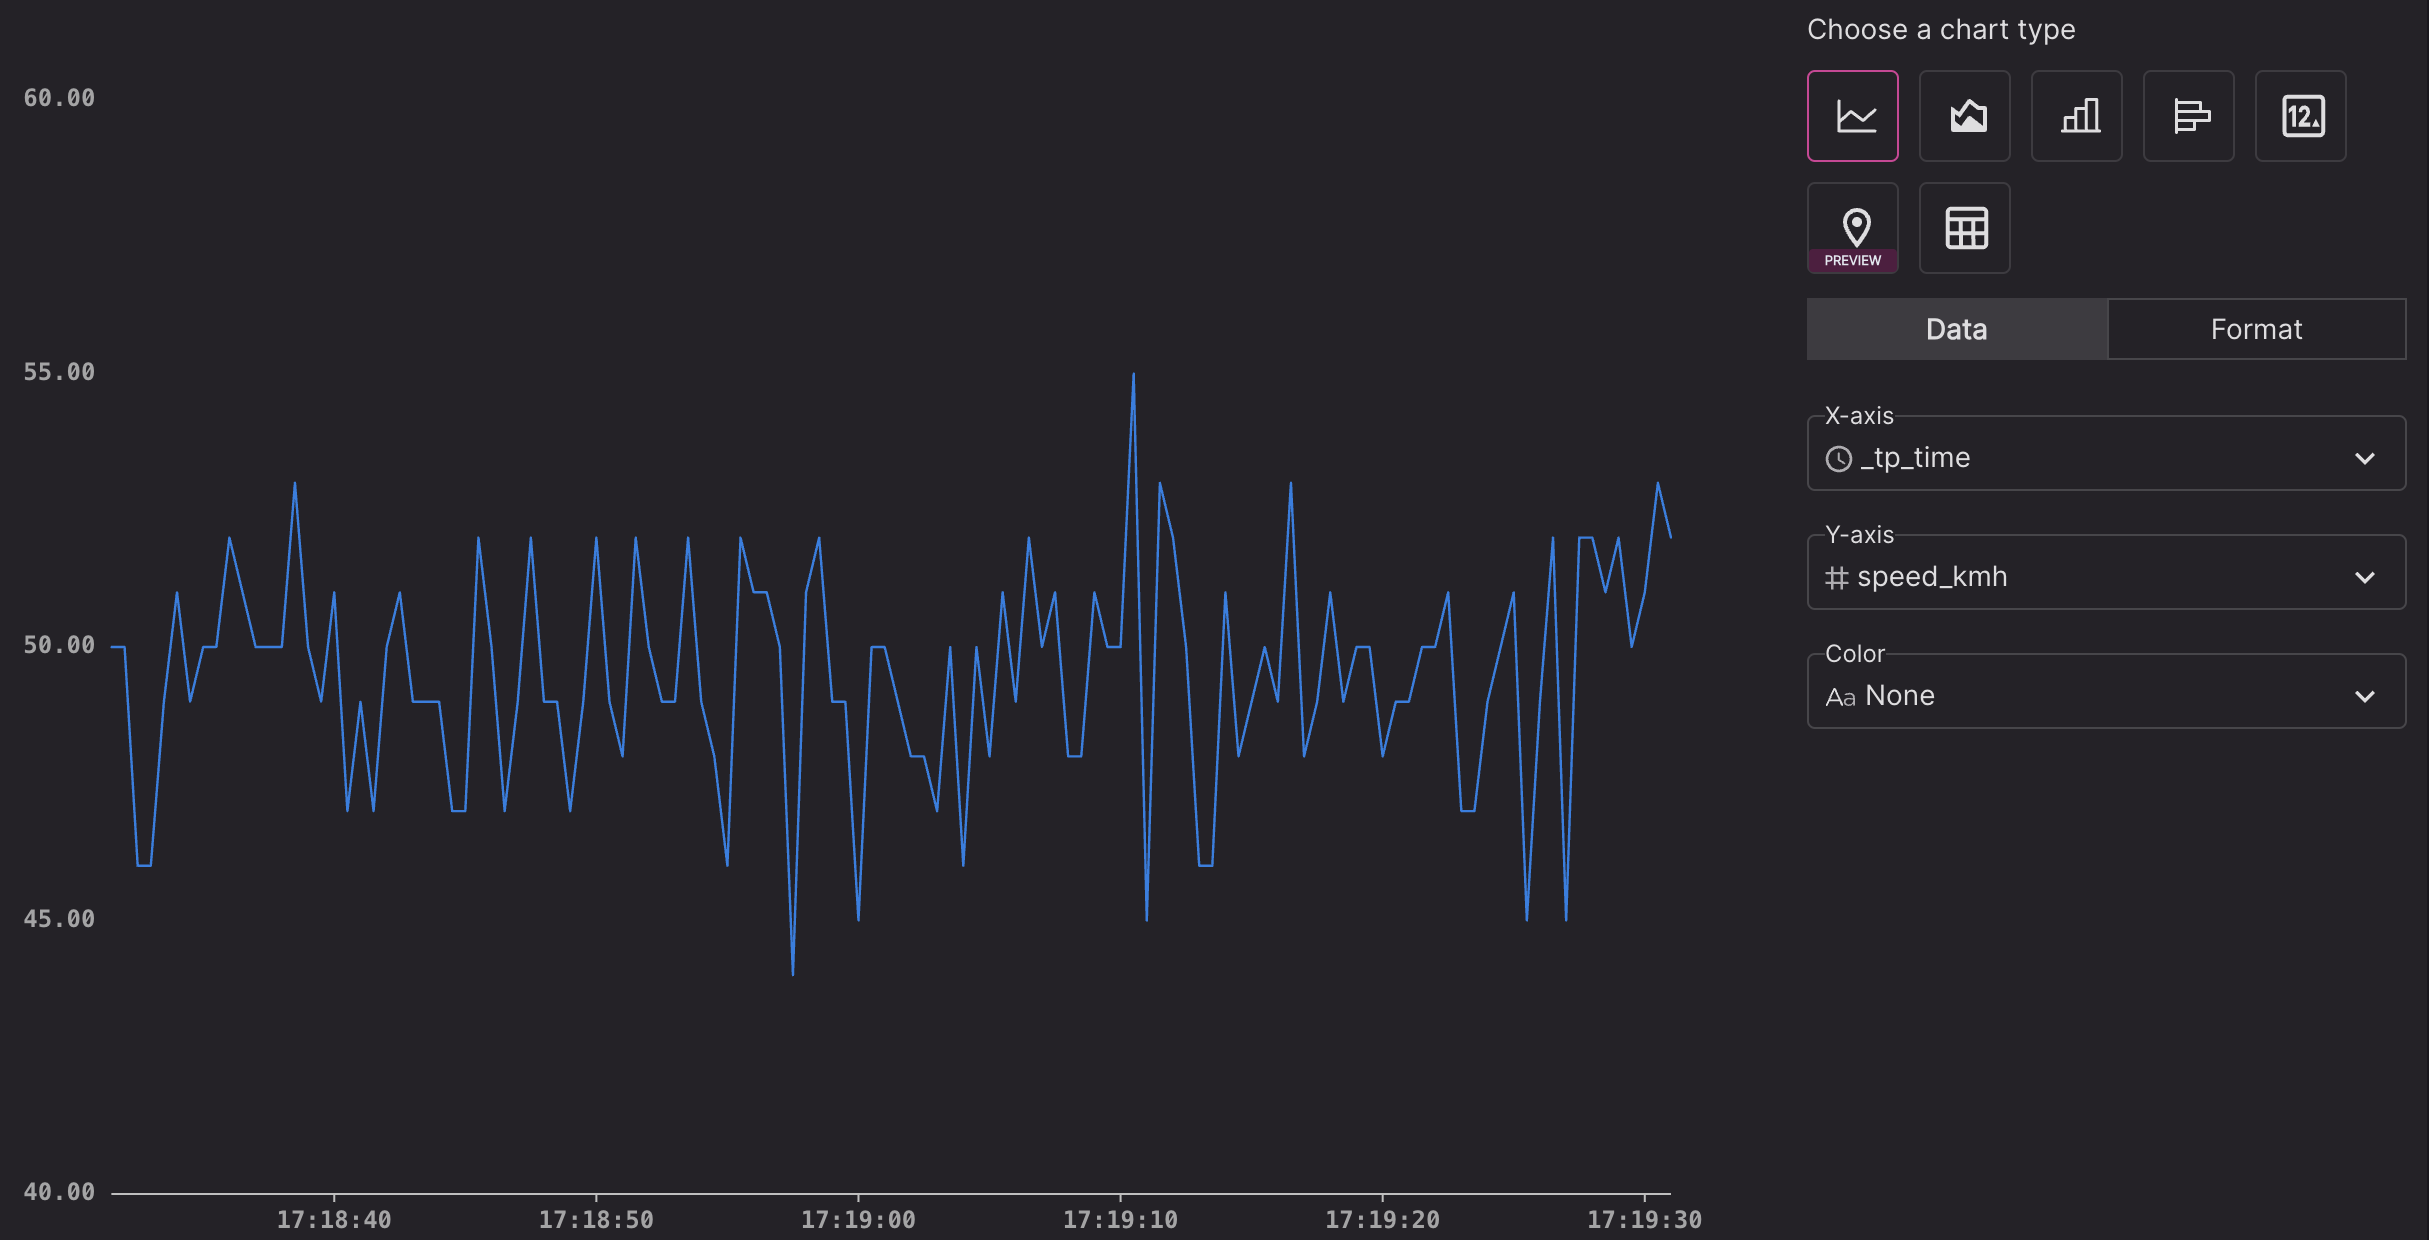 60.00
55.00
50.00
45.00
40.00
17:18:40 17:18:50 17:19:00 17:19:10 17:19:20 17:19:30
Choose a chart type
12
PREVIEW
Data Format
X-axis
_tp_time
Y-axis
speed_kmh
Color
Aa None